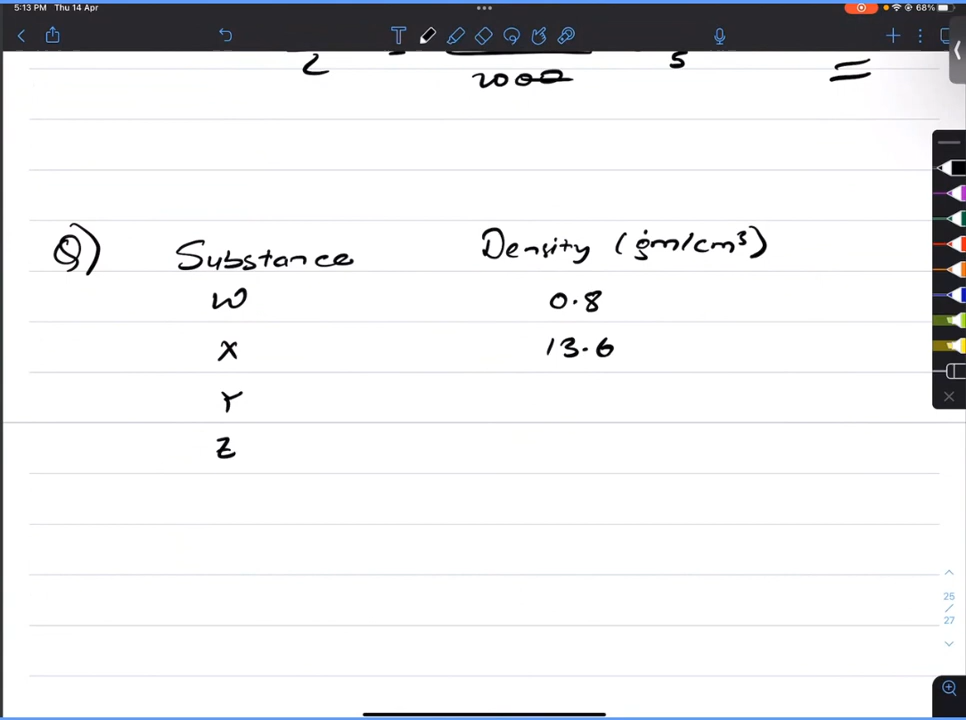 5:13 PM Thu 14 Apr 68%
T
2 2000 5 =
Q) Substance Density (gm/cm³)
W 0.8
X 13.6
Y
Z
25
/
27